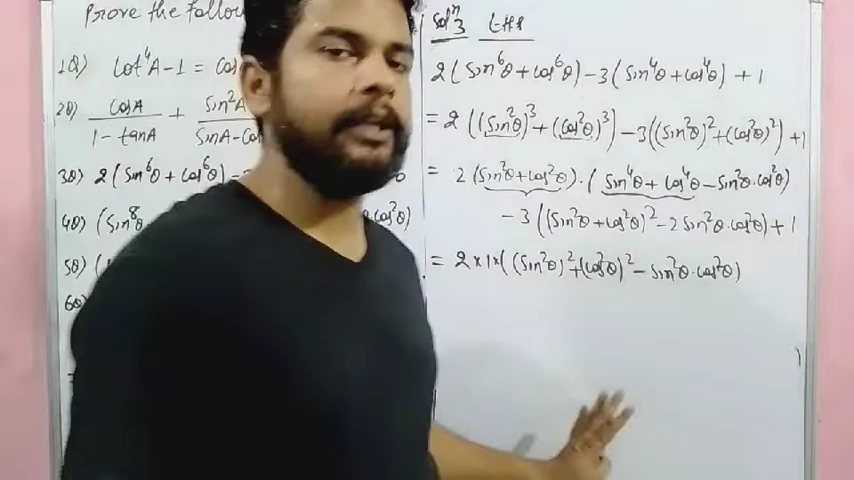 Prove the follow
1Q) Cot⁴A-1 = Co
2Q) CosA/1-tanA + Sin²A/SinA-Co
3Q) 2(Sin⁶θ + Cos⁶θ)
4Q) (Sin⁸θ Cos²θ)
5Q)
6Q)
Solⁿ 3 LHS
2(Sin⁶θ + Cos⁶θ) - 3(Sin⁴θ + Cos⁴θ) + 1
= 2((Sin²θ)³ + (Cos²θ)³) - 3((Sin²θ)² + (Cos²θ)²) + 1
= 2(Sin²θ + Cos²θ).(Sin⁴θ + Cos⁴θ - Sin²θ.Cos²θ)
- 3((Sin²θ + Cos²θ)² - 2Sin²θ.Cos²θ) + 1
= 2×1×((Sin²θ)² + (Cos²θ)² - Sin²θ.Cos²θ)